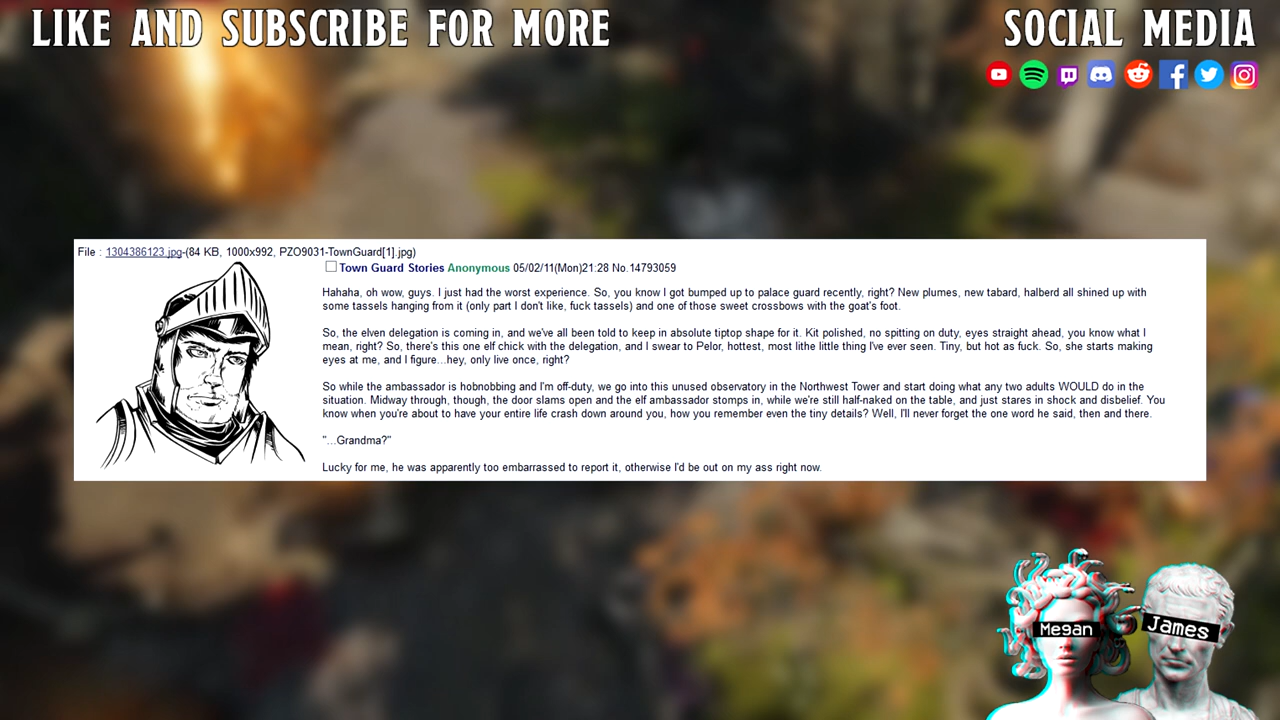 LIKE AND SUBSCRIBE FOR MORE
SOCIAL MEDIA
File : 1304386123.jpg-(84 KB, 1000x992, PZO9031-TownGuard[1].jpg)
Town Guard Stories Anonymous 05/02/11(Mon)21:28 No.14793059
Hahaha, oh wow, guys. I just had the worst experience. So, you know I got bumped up to palace guard recently, right? New plumes, new tabard, halberd all shined up with
some tassels hanging from it (only part I don't like, fuck tassels) and one of those sweet crossbows with the goat's foot.
So, the elven delegation is coming in, and we've all been told to keep in absolute tiptop shape for it. Kit polished, no spitting on duty, eyes straight ahead, you know what I
mean, right? So, there's this one elf chick with the delegation, and I swear to Pelor, hottest, most lithe little thing I've ever seen. Tiny, but hot as fuck. So, she starts making
eyes at me, and I figure...hey, only live once, right?
So while the ambassador is hobnobbing and I'm off-duty, we go into this unused observatory in the Northwest Tower and start doing what any two adults WOULD do in the
situation. Midway through, though, the door slams open and the elf ambassador stomps in, while we're still half-naked on the table, and just stares in shock and disbelief. You
know when you're about to have your entire life crash down around you, how you remember even the tiny details? Well, I'll never forget the one word he said, then and there.
"...Grandma?"
Lucky for me, he was apparently too embarrassed to report it, otherwise I'd be out on my ass right now.
Megan
James